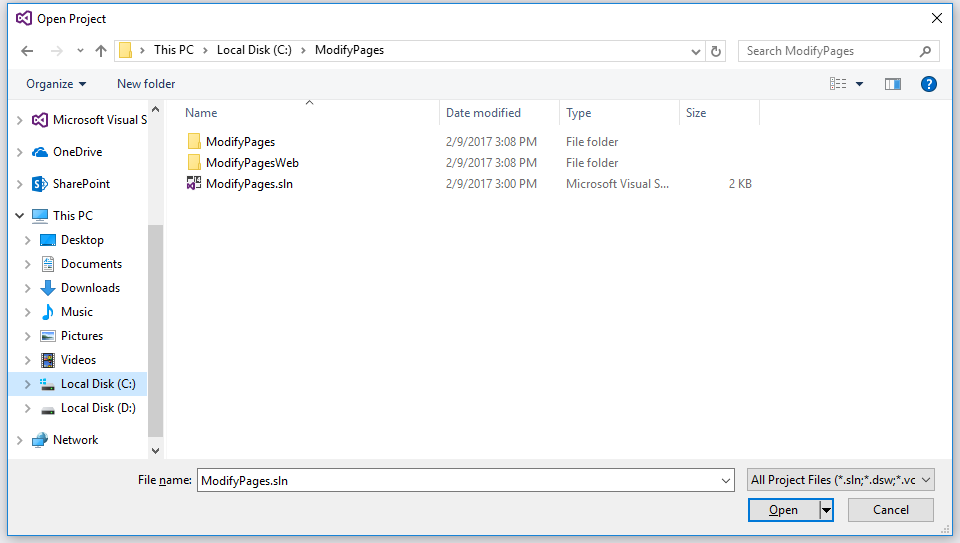 Open Project
This PC > Local Disk (C:) > ModifyPages
Search ModifyPages
Organize
New folder
?
Name Date modified Type Size
Microsoft Visual S
OneDrive
SharePoint
This PC
Desktop
Documents
Downloads
Music
Pictures
Videos
Local Disk (C:)
Local Disk (D:)
Network
ModifyPages 2/9/2017 3:08 PM File folder
ModifyPagesWeb 2/9/2017 3:08 PM File folder
ModifyPages.sln 2/9/2017 3:00 PM Microsoft Visual S... 2 KB
File name: ModifyPages.sln
All Project Files (*.sln;*.dsw;*.vc
Open Cancel